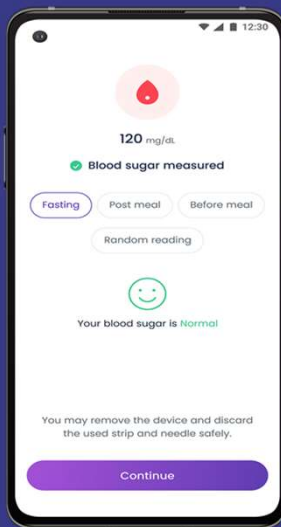 12:30
120 mg/dL
Blood sugar measured
Fasting Post meal Before meal
Random reading
Your blood sugar is Normal
You may remove the device and discard
the used strip and needle safely.
Continue